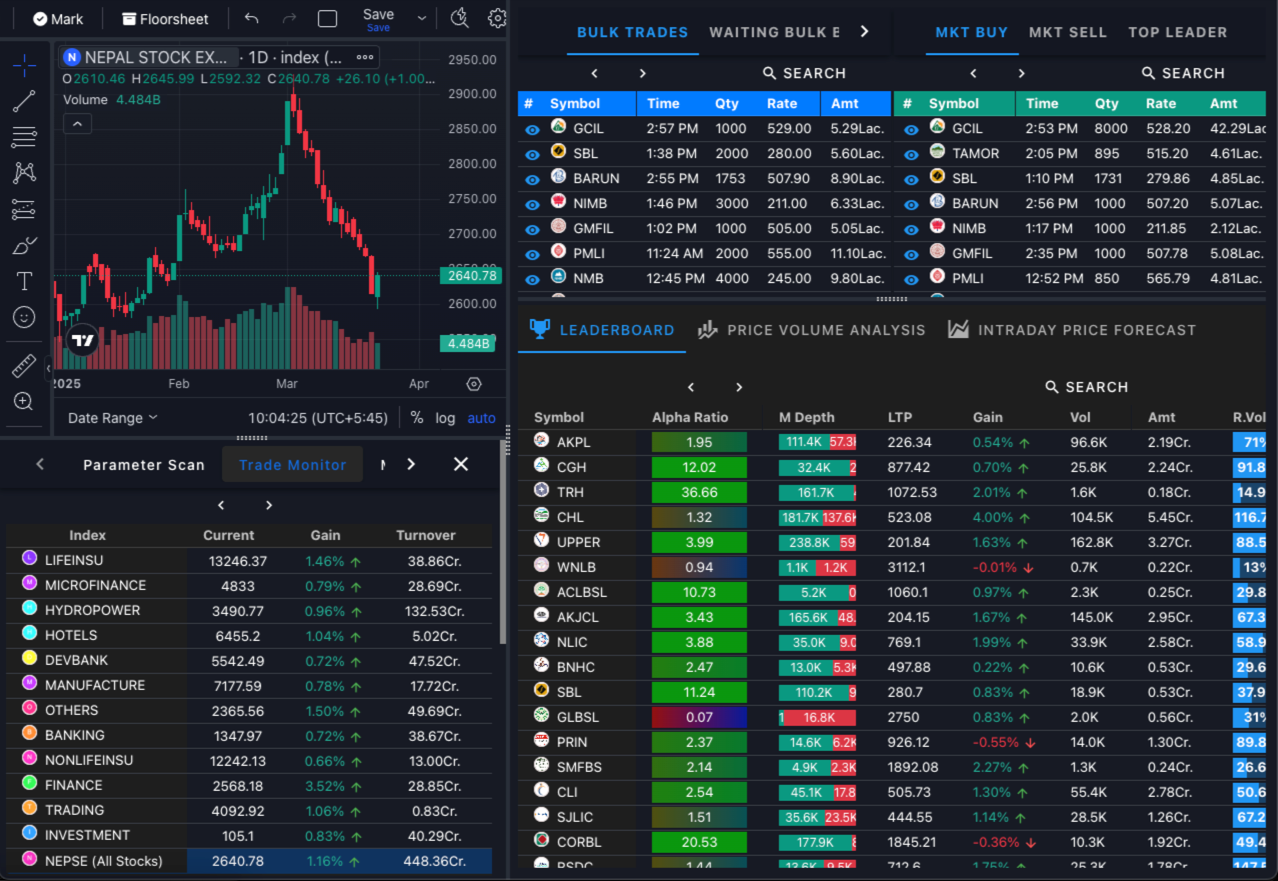 Mark Floorsheet Save
Save
NEPAL STOCK EX... · 1D · index (...
O2610.46 H2645.99 L2592.32 C2640.78 +26.10 (+1.00...
Volume 4.484B
2950.00
2900.00
2850.00
2800.00
2750.00
2700.00
2640.78
2600.00
4.484B
2025 Feb Mar Apr
Date Range 10:04:25 (UTC+5:45) % log auto
Parameter Scan Trade Monitor
Index Current Gain Turnover
LIFEINSU 13246.37 1.46% ↑ 38.86Cr.
MICROFINANCE 4833 0.79% ↑ 28.69Cr.
HYDROPOWER 3490.77 0.96% ↑ 132.53Cr.
HOTELS 6455.2 1.04% ↑ 5.02Cr.
DEVBANK 5542.49 0.72% ↑ 47.52Cr.
MANUFACTURE 7177.59 0.78% ↑ 17.72Cr.
OTHERS 2365.56 1.50% ↑ 49.69Cr.
BANKING 1347.97 0.72% ↑ 38.67Cr.
NONLIFEINSU 12242.13 0.66% ↑ 13.00Cr.
FINANCE 2568.18 3.52% ↑ 28.85Cr.
TRADING 4092.92 1.06% ↑ 0.83Cr.
INVESTMENT 105.1 0.83% ↑ 40.29Cr.
NEPSE (All Stocks) 2640.78 1.16% ↑ 448.36Cr.
BULK TRADES WAITING BULK
SEARCH
# Symbol Time Qty Rate Amt
GCIL 2:57 PM 1000 529.00 5.29Lac.
SBL 1:38 PM 2000 280.00 5.60Lac.
BARUN 2:55 PM 1753 507.90 8.90Lac.
NIMB 1:46 PM 3000 211.00 6.33Lac.
GMFIL 1:02 PM 1000 505.00 5.05Lac.
PMLI 11:24 AM 2000 555.00 11.10Lac.
NMB 12:45 PM 4000 245.00 9.80Lac.
MKT BUY MKT SELL TOP LEADER
SEARCH
# Symbol Time Qty Rate Amt
GCIL 2:53 PM 8000 528.20 42.29Lac
TAMOR 2:05 PM 895 515.20 4.61Lac.
SBL 1:10 PM 1731 279.86 4.85Lac.
BARUN 2:56 PM 1000 507.20 5.07Lac.
NIMB 1:17 PM 1000 211.85 2.12Lac.
GMFIL 2:35 PM 1000 507.78 5.08Lac.
PMLI 12:52 PM 850 565.79 4.81Lac.
LEADERBOARD PRICE VOLUME ANALYSIS INTRADAY PRICE FORECAST
SEARCH
Symbol Alpha Ratio M Depth LTP Gain Vol Amt R.Vol
AKPL 1.95 111.4K 57.3 226.34 0.54% ↑ 96.6K 2.19Cr. 71%
CGH 12.02 32.4K 2 877.42 0.70% ↑ 25.8K 2.24Cr. 91.8
TRH 36.66 161.7K 1072.53 2.01% ↑ 1.6K 0.18Cr. 14.9
CHL 1.32 181.7K 137.6 523.08 4.00% ↑ 104.5K 5.45Cr. 116.7
UPPER 3.99 238.8K 59 201.84 1.63% ↑ 162.8K 3.27Cr. 88.5
WNLB 0.94 1.1K 1.2K 3112.1 -0.01% ↓ 0.7K 0.22Cr. 13%
ACLBSL 10.73 5.2K 0 1060.1 0.97% ↑ 2.3K 0.25Cr. 29.8
AKJCL 3.43 165.6K 48. 204.15 1.67% ↑ 145.0K 2.95Cr. 67.3
NLIC 3.88 35.0K 9.0 769.1 1.99% ↑ 33.9K 2.58Cr. 58.9
BNHC 2.47 13.0K 5.3 497.88 0.22% ↑ 10.6K 0.53Cr. 29.6
SBL 11.24 110.2K 9 280.7 0.83% ↑ 18.9K 0.53Cr. 37.9
GLBSL 0.07 1 16.8K 2750 0.83% ↑ 2.0K 0.56Cr. 31%
PRIN 2.37 14.6K 6.2 926.12 -0.55% ↓ 14.0K 1.30Cr. 89.8
SMFBS 2.14 4.9K 2.3K 1892.08 2.27% ↑ 1.3K 0.24Cr. 26.6
CLI 2.54 45.1K 17.8 505.73 1.30% ↑ 55.4K 2.78Cr. 50.6
SJLIC 1.51 35.6K 23.5 444.55 1.14% ↑ 28.5K 1.26Cr. 67.2
CORBL 20.53 177.9K 1845.21 -0.36% ↓ 10.3K 1.92Cr. 49.4
1.44 13.6K 9.5K 712.6 1.75% ↑ 25.3K 1.78Cr. 147.5